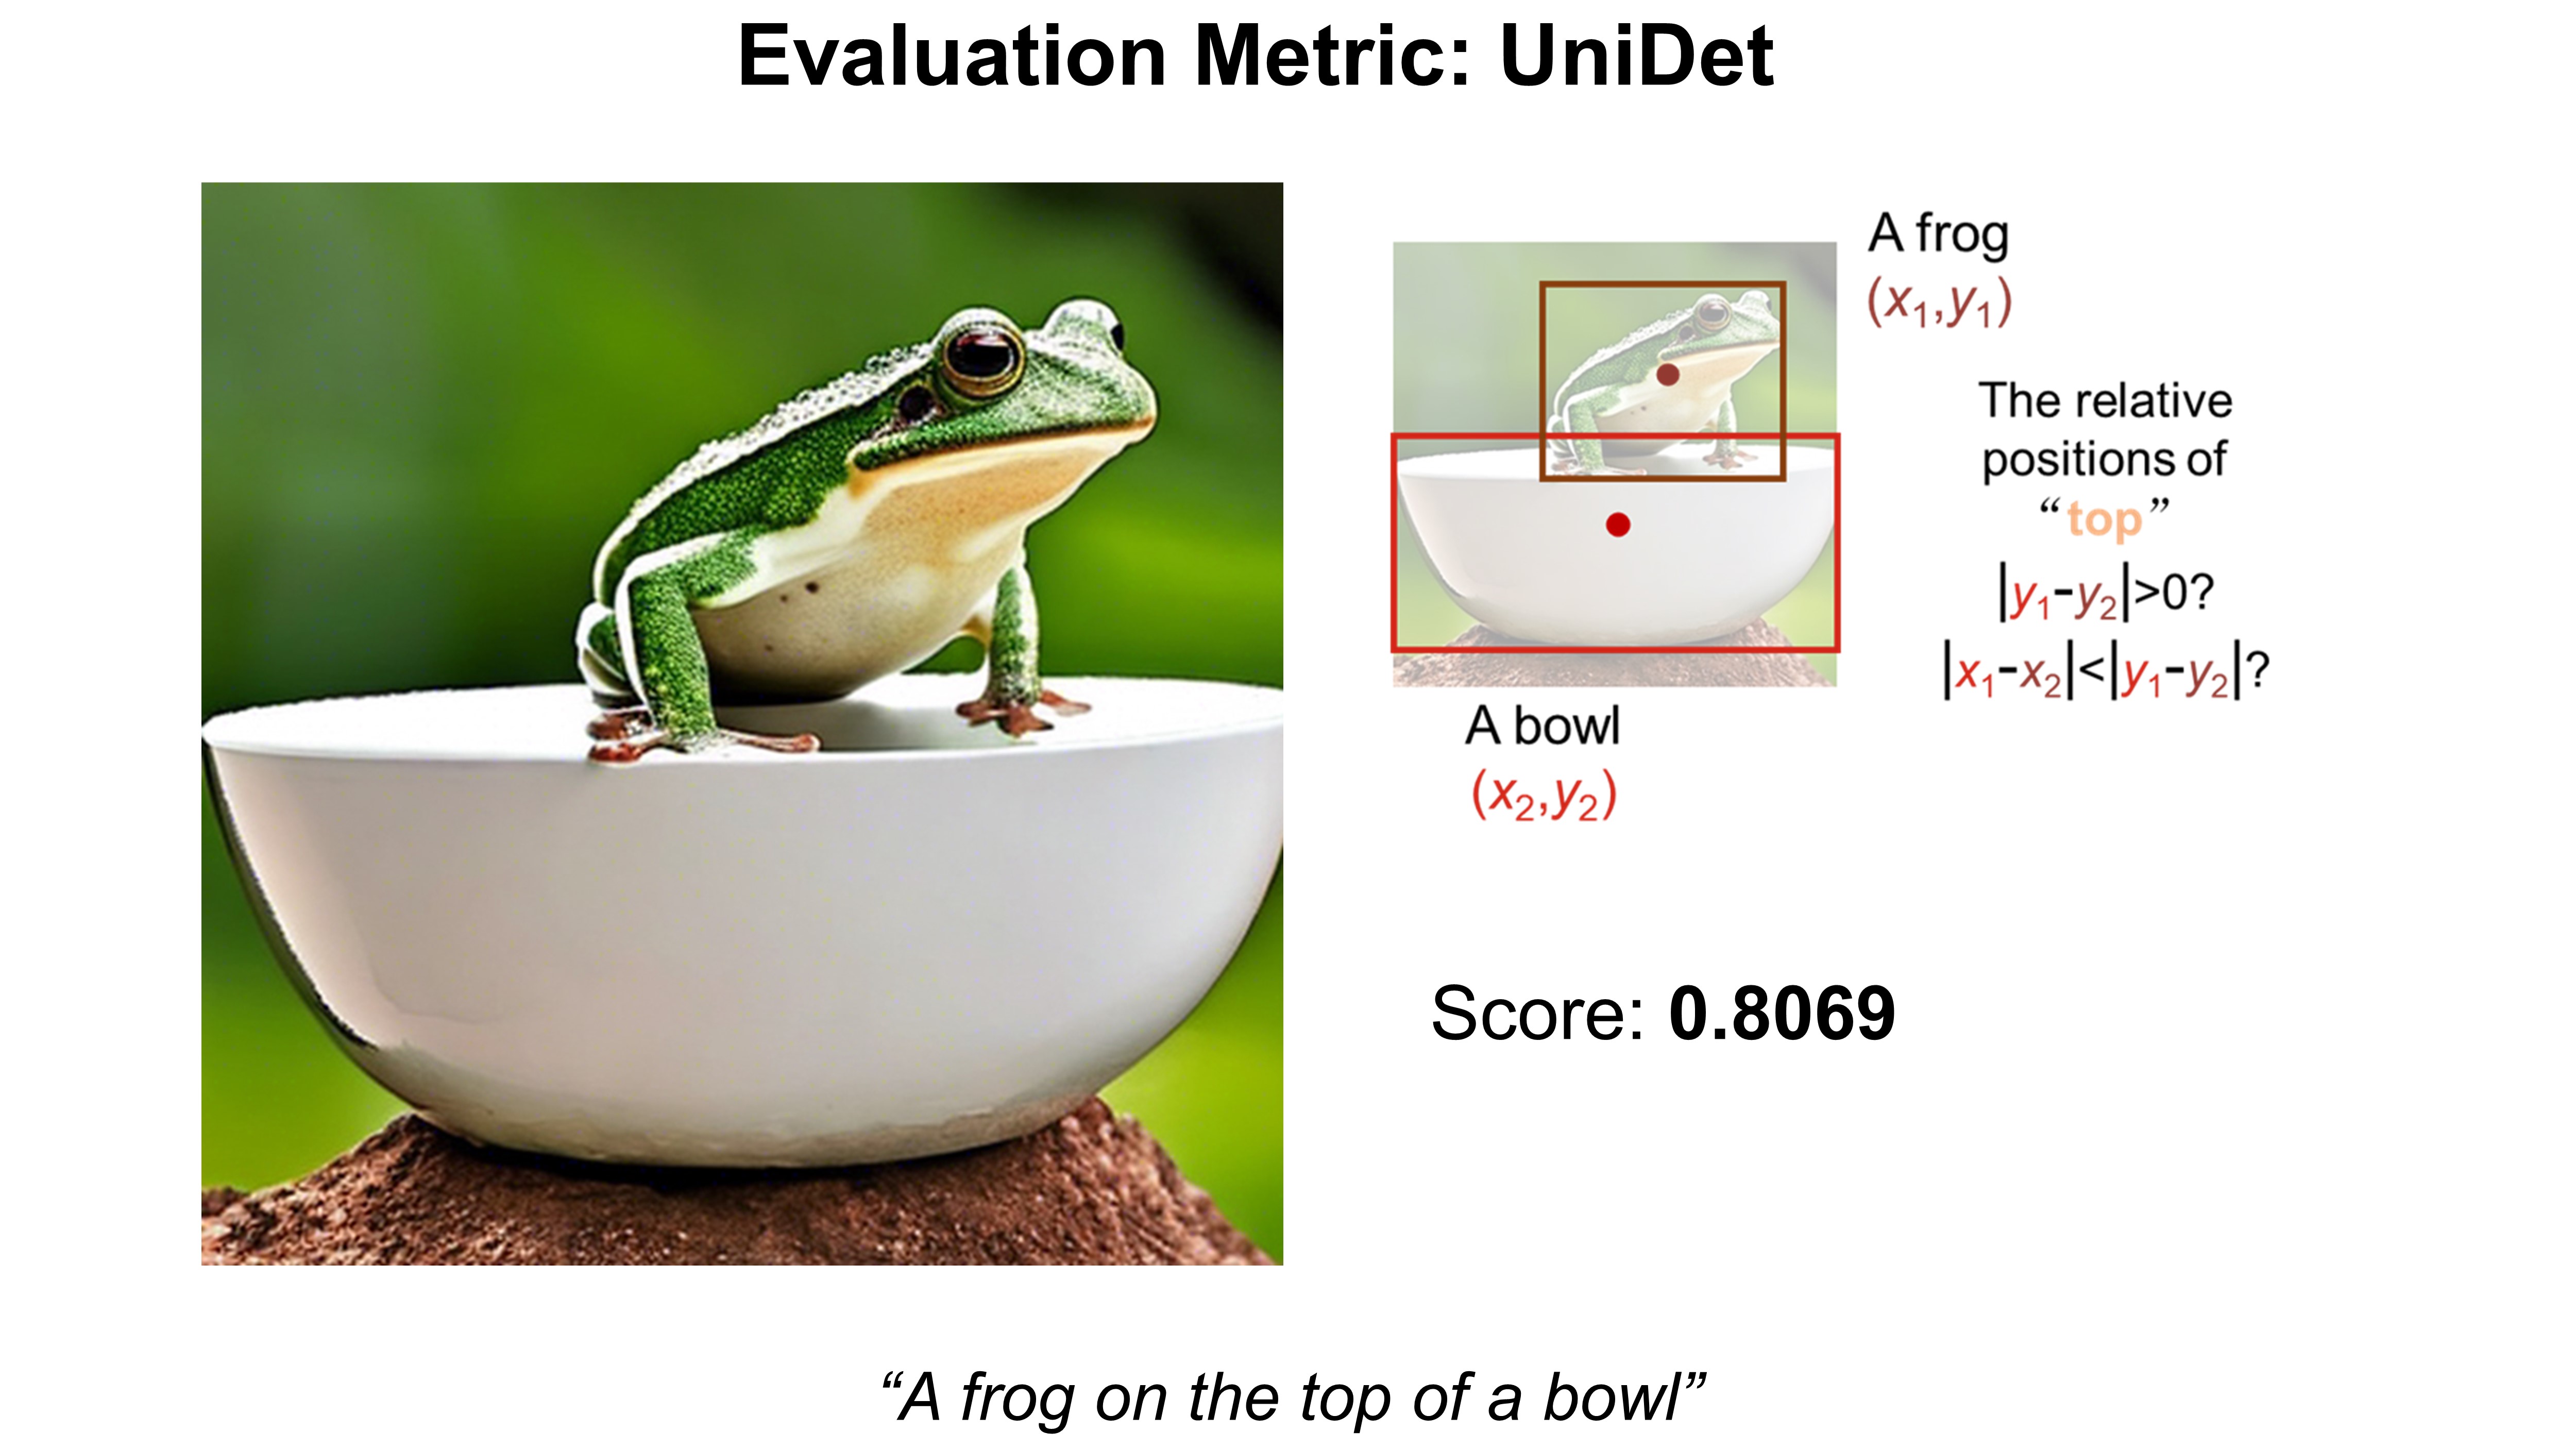 Evaluation Metric: UniDet
A frog
(x₁,y₁)
The relative
positions of
“top”
|y₁-y₂|>0?
|x₁-x₂|<|y₁-y₂|?
A bowl
(x₂,y₂)
Score: 0.8069
“A frog on the top of a bowl”